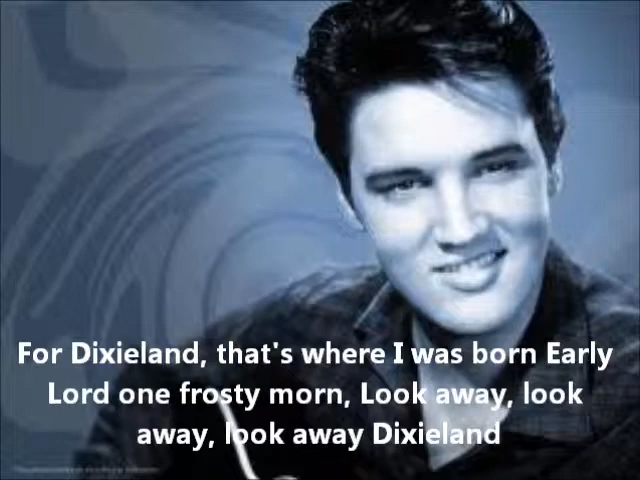 For Dixieland, that's where I was born Early
Lord one frosty morn, Look away, look
away, look away Dixieland